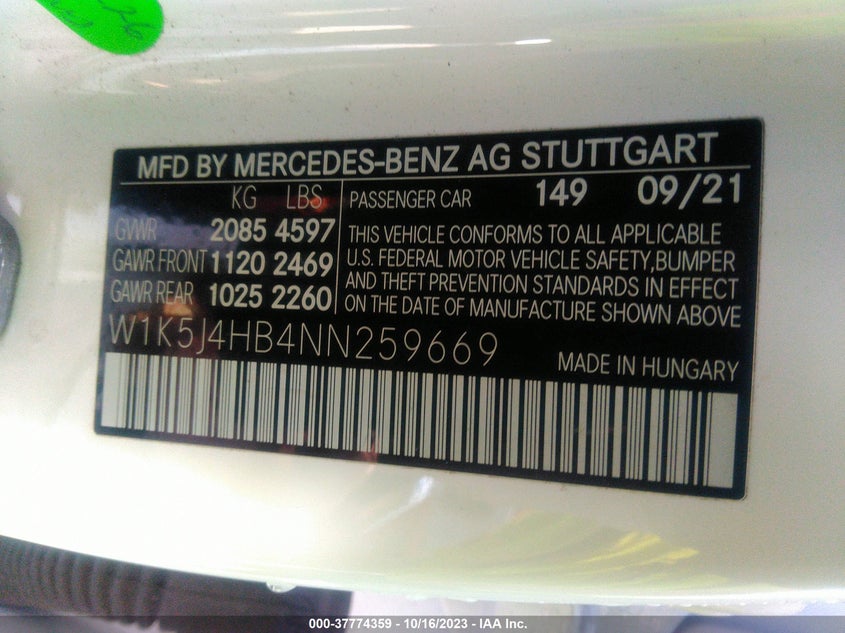 MFD BY MERCEDES-BENZ AG STUTTGART
KG LBS
GVWR 2085 4597
GAWR FRONT 1120 2469
GAWR REAR 1025 2260
PASSENGER CAR 149 09/21
THIS VEHICLE CONFORMS TO ALL APPLICABLE
U.S. FEDERAL MOTOR VEHICLE SAFETY,BUMPER
AND THEFT PREVENTION STANDARDS IN EFFECT
ON THE DATE OF MANUFACTURE SHOWN ABOVE
W1K5J4HB4NN259669
MADE IN HUNGARY
000-37774359 - 10/16/2023 - IAA Inc.